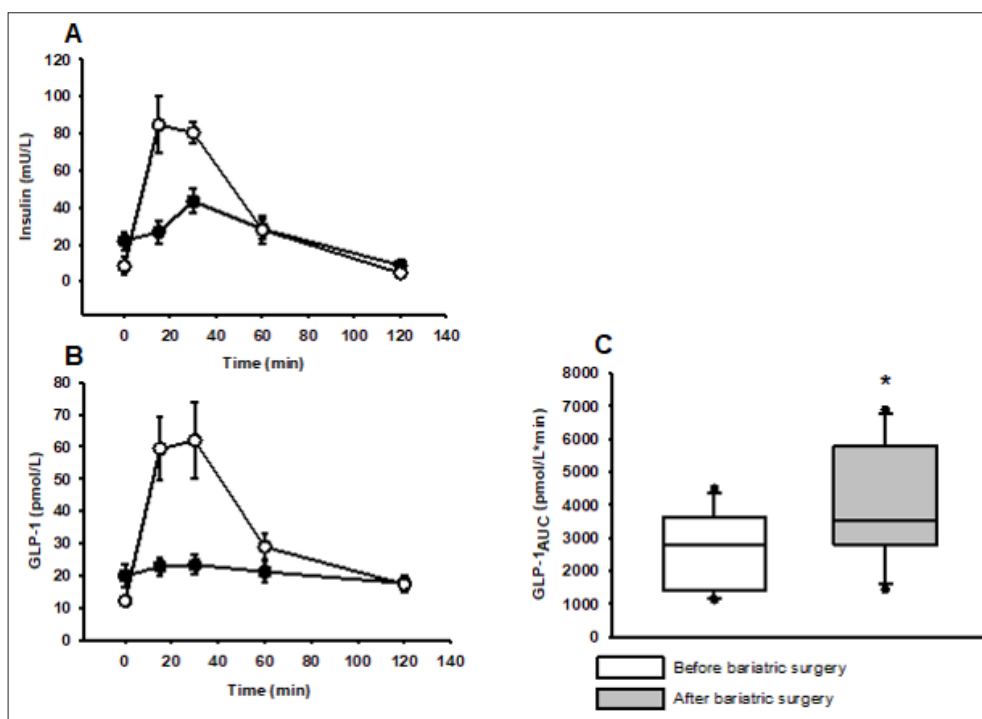 A
Insulin (mU/L)
120
100
80
60
40
20
0
0 20 40 60 80 100 120 140
Time (min)
B
GLP-1 (pmol/L)
80
70
60
50
40
30
20
10
0
0 20 40 60 80 100 120 140
Time (min)
C
GLP-1AUC (pmol/L*min)
8000
7000
6000
5000
4000
3000
2000
1000
0
*
Before bariatric surgery
After bariatric surgery